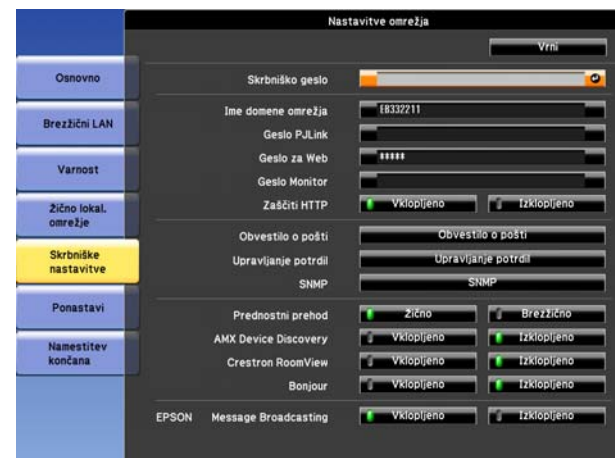 Nastavitve omrežja
Vrni
Osnovno
Brezžični LAN
Varnost
Žično lokal.
omrežje
Skrbniške
nastavitve
Ponastavi
Namestitev
končana
Skrbniško geslo
Ime domene omrežja EB332211
Geslo PJLink
Geslo za Web *****
Geslo Monitor
Zaščiti HTTP Vklopljeno Izklopljeno
Obvestilo o pošti Obvestilo o pošti
Upravljanje potrdil Upravljanje potrdil
SNMP SNMP
Prednostni prehod Žično Brezžično
AMX Device Discovery Vklopljeno Izklopljeno
Crestron RoomView Vklopljeno Izklopljeno
Bonjour Vklopljeno Izklopljeno
EPSON Message Broadcasting Vklopljeno Izklopljeno